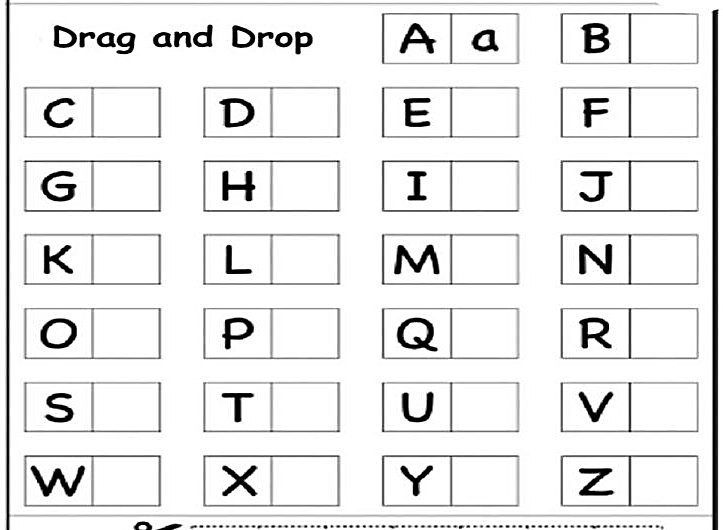 Drag and Drop A a B
C D E F
G H I J
K L M N
O P Q R
S T U V
W X Y Z